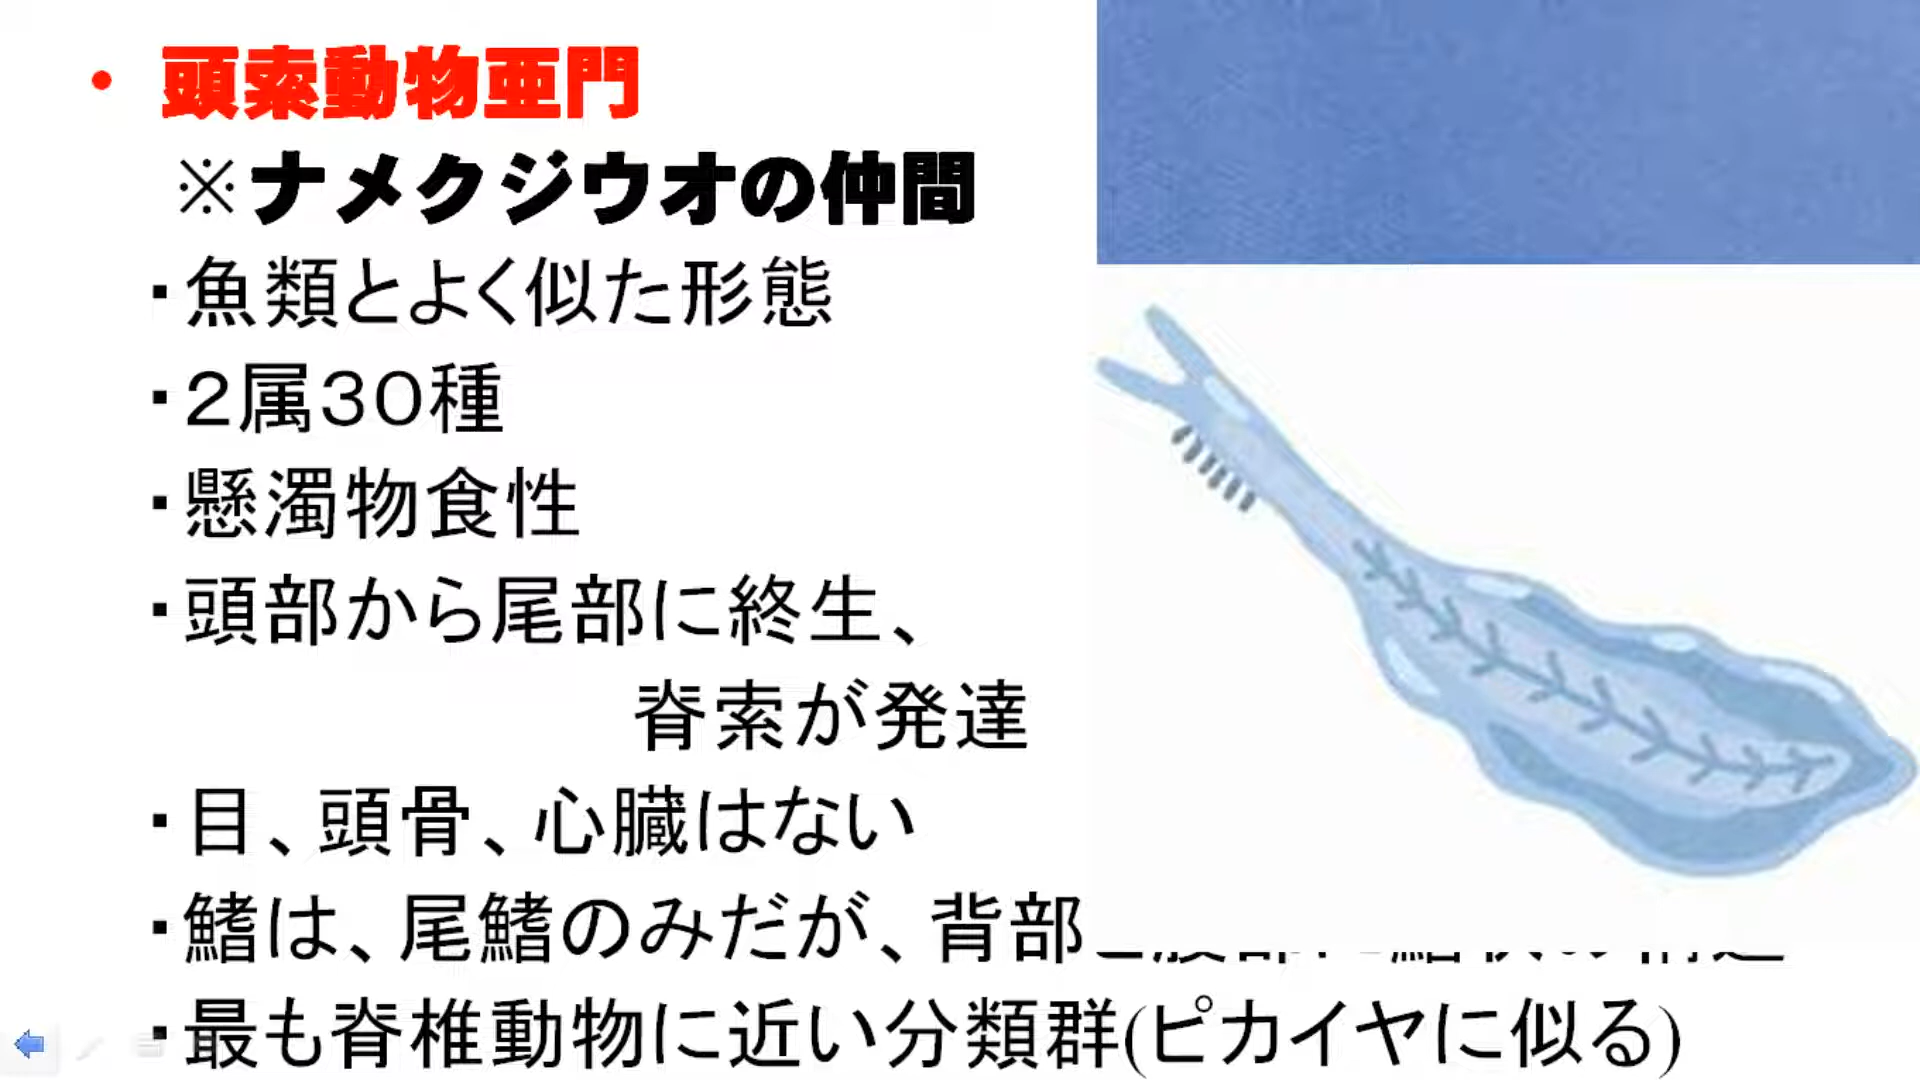 • 頭索動物亜門
※ナメクジウオの仲間
・魚類とよく似た形態
・2属30種
・懸濁物食性
・頭部から尾部に終生、
脊索が発達
・目、頭骨、心臓はない
・鰭は、尾鰭のみだが、背部
・最も脊椎動物に近い分類群(ピカイヤに似る)